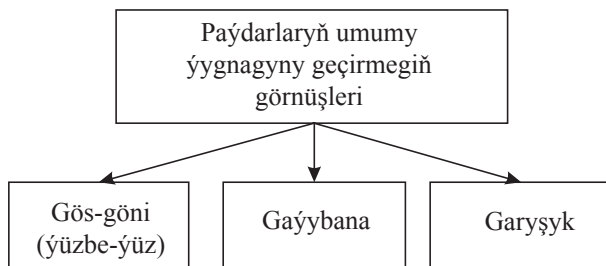 Paýdarlaryň umumy
ýygnagyny geçirmegiň
görnüşleri
Gös-göni
(ýüzbe-ýüz)
Gaýybana
Garyşyk